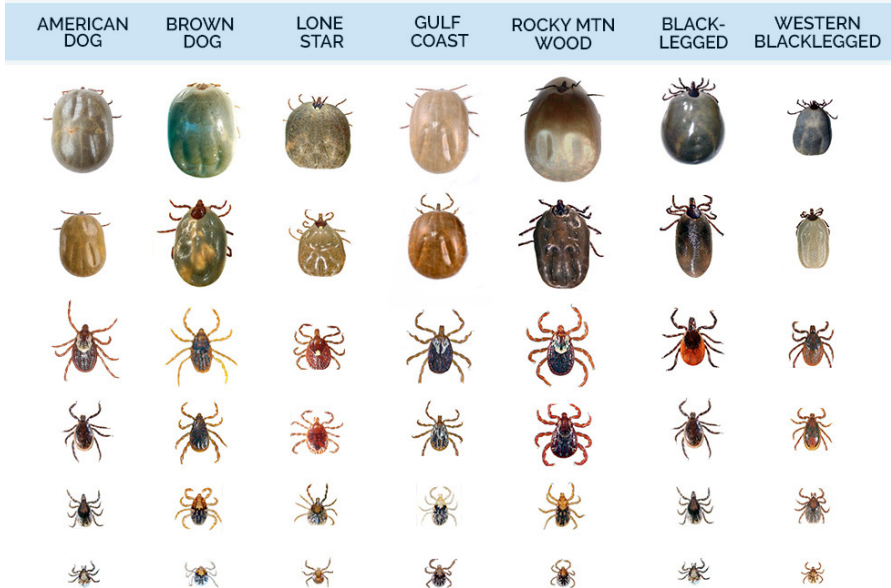 AMERICAN
DOG
BROWN
DOG
LONE
STAR
GULF
COAST
ROCKY MTN
WOOD
BLACK-
LEGGED
WESTERN
BLACKLEGGED